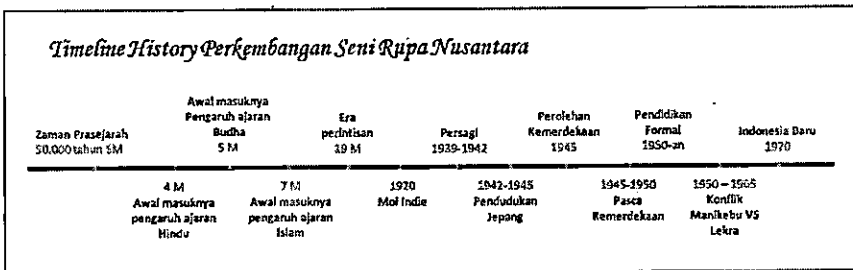 Timeline History Perkembangan Seni Rupa Nusantara
Zaman Prasejarah
50.000 tahun SM
Awal masuknya
Pengaruh ajaran
Budha
5 M
Era
perintisan
19 M
Persagi
1939-1942
Perolehan
Kemerdekaan
1945
Pendidikan
Formal
1950-an
Indonesia Baru
1970
4 M
Awal masuknya
pengaruh ajaran
Hindu
7 M
Awal masuknya
pengaruh ajaran
Islam
1920
Moi Indie
1942-1945
Pendudukan
Jepang
1945-1950
Pasca
Kemerdekaan
1950 – 1965
Konflik
Manikebu VS
Lekra